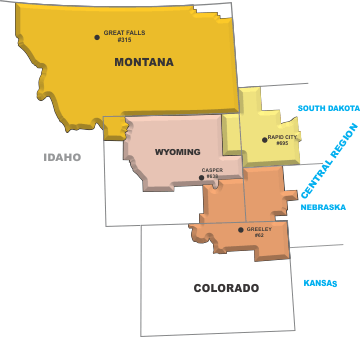 GREAT FALLS
#315
MONTANA
SOUTH DAKOTA
RAPID CITY
#695
WYOMING
IDAHO
CASPER
#636
CENTRAL REGION
NEBRASKA
GREELEY
#63
COLORADO
KANSAS